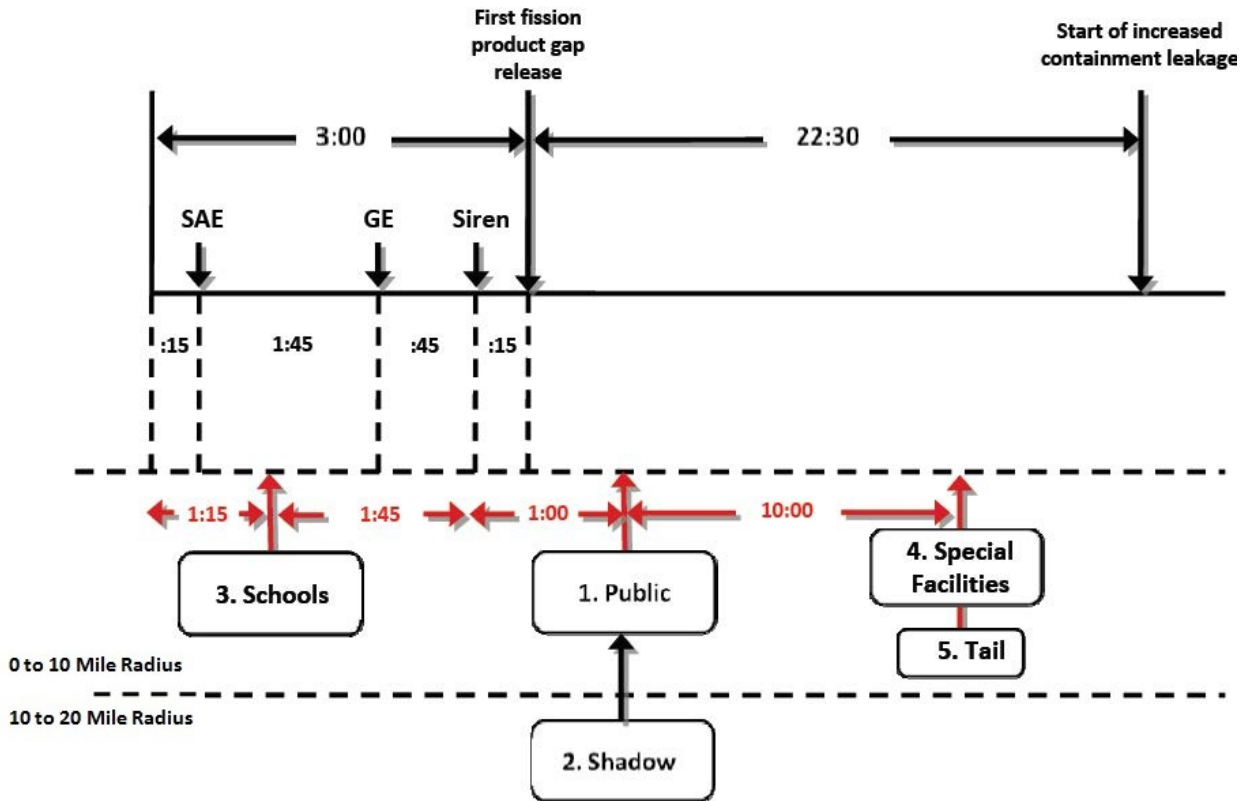 First fission
product gap
release
Start of increased
containment leakage
3:00
22:30
SAE
GE
Siren
:15
1:45
:45
:15
1:15
1:45
1:00
10:00
3. Schools
1. Public
4. Special
Facilities
5. Tail
0 to 10 Mile Radius
10 to 20 Mile Radius
2. Shadow